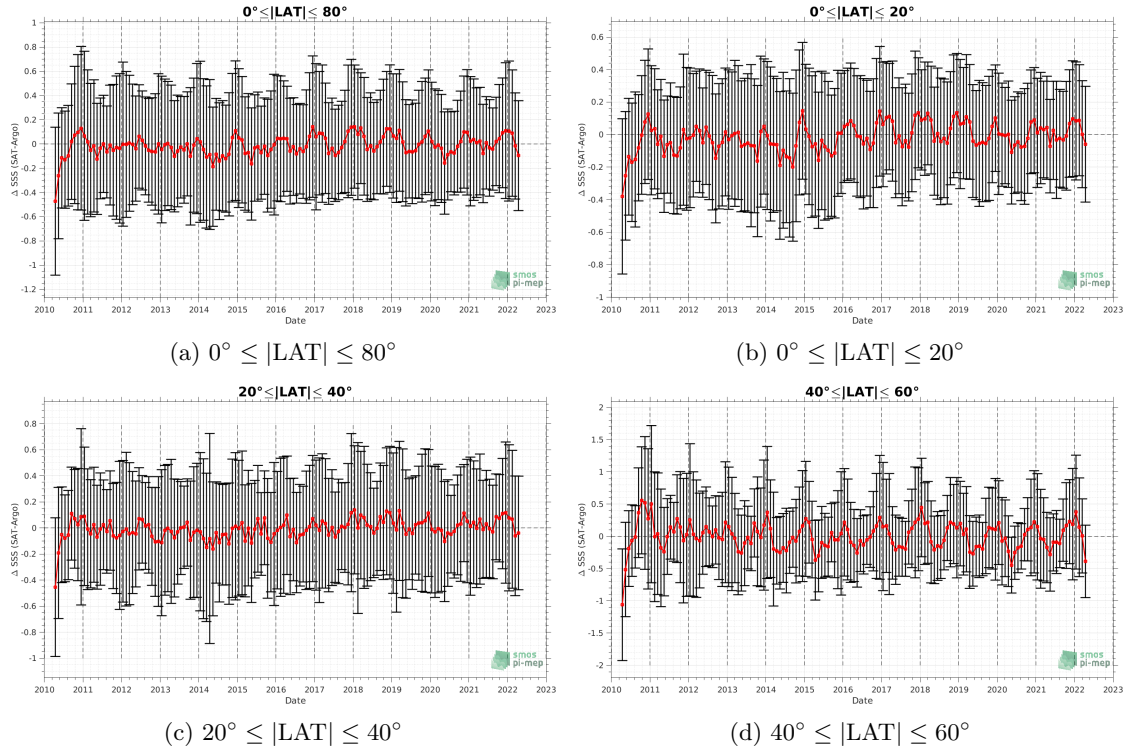 0°≤|LAT|≤ 80°
Δ SSS (SAT-Argo)
1
0.8
0.6
0.4
0.2
0
-0.2
-0.4
-0.6
-0.8
-1
-1.2
2010 2011 2012 2013 2014 2015 2016 2017 2018 2019 2020 2021 2022 2023
Date
smos
pi-mep
(a) 0° ≤ |LAT| ≤ 80°
0°≤|LAT|≤ 20°
Δ SSS (SAT-Argo)
0.6
0.4
0.2
0
-0.2
-0.4
-0.6
-0.8
-1
2010 2011 2012 2013 2014 2015 2016 2017 2018 2019 2020 2021 2022 2023
Date
smos
pi-mep
(b) 0° ≤ |LAT| ≤ 20°
20°≤|LAT|≤ 40°
Δ SSS (SAT-Argo)
0.8
0.6
0.4
0.2
0
-0.2
-0.4
-0.6
-0.8
-1
2010 2011 2012 2013 2014 2015 2016 2017 2018 2019 2020 2021 2022 2023
Date
smos
pi-mep
(c) 20° ≤ |LAT| ≤ 40°
40°≤|LAT|≤ 60°
Δ SSS (SAT-Argo)
2
1.5
1
0.5
0
-0.5
-1
-1.5
-2
2010 2011 2012 2013 2014 2015 2016 2017 2018 2019 2020 2021 2022 2023
Date
smos
pi-mep
(d) 40° ≤ |LAT| ≤ 60°